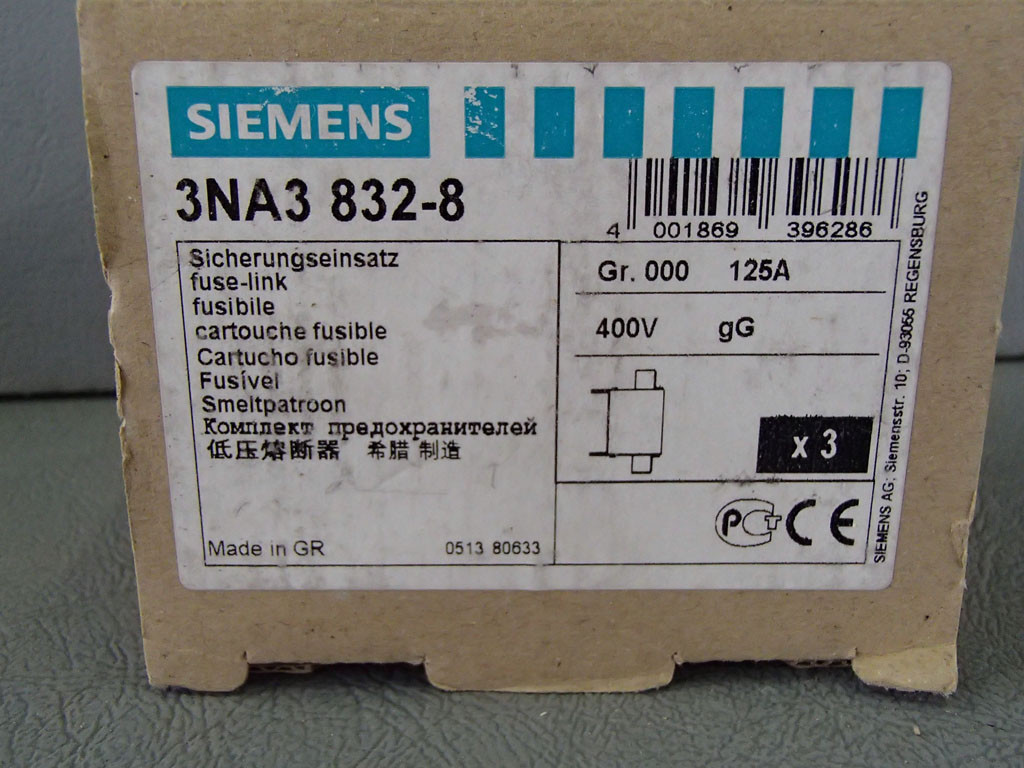 SIEMENS
3NA3 832-8
4 001869 396286
Sicherungseinsatz
fuse-link
fusibile
cartouche fusible
Cartucho fusible
Fusível
Smeltpatroon
Комплект предохранителей
低压熔断器 希腊 制造
Made in GR 0513 80633
Gr. 000 125A
400V gG
x 3
PCT CE
SIEMENS AG; Siemensstr. 10; D-93055 REGENSBURG